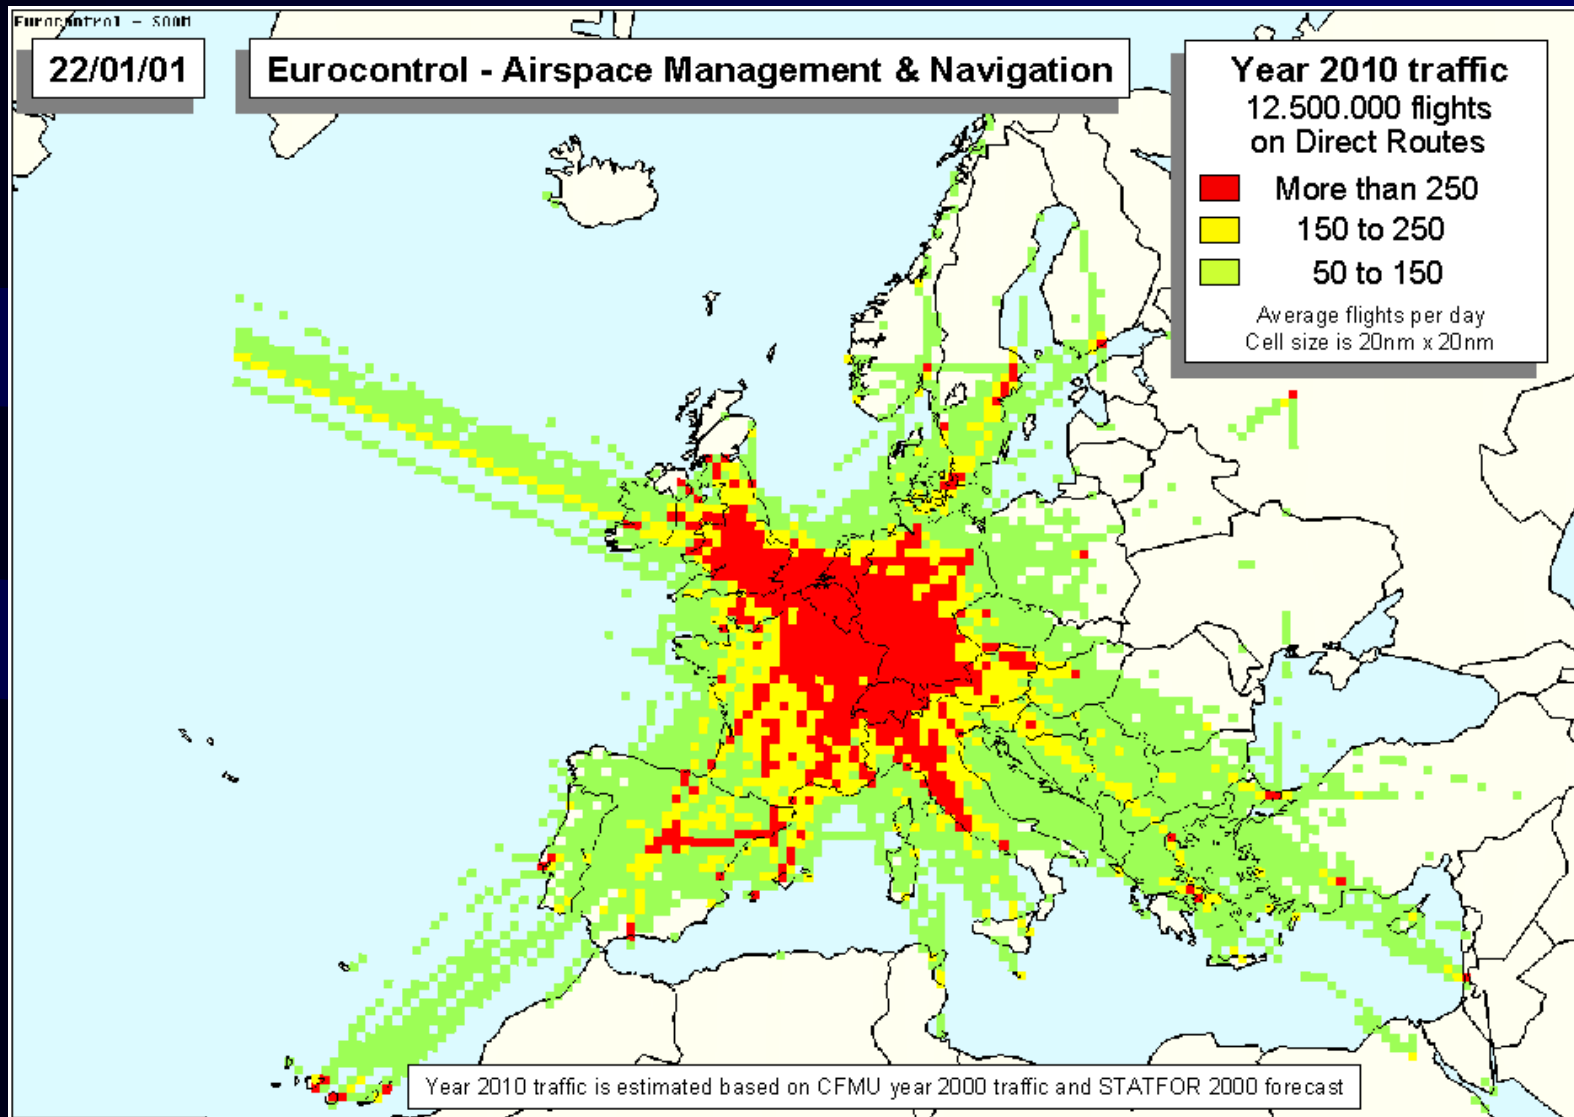 Eurocontrol - SAAM
22/01/01
Eurocontrol - Airspace Management & Navigation
Year 2010 traffic
12.500.000 flights
on Direct Routes
More than 250
150 to 250
50 to 150
Average flights per day
Cell size is 20nm x 20nm
Year 2010 traffic is estimated based on CFMU year 2000 traffic and STATFOR 2000 forecast